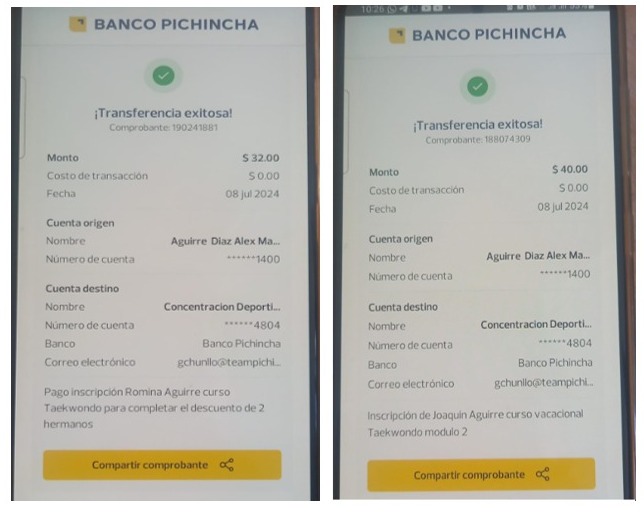 BANCO PICHINCHA
¡Transferencia exitosa!
Comprobante: 190241881
Monto $ 32.00
Costo de transacción $ 0.00
Fecha 08 jul 2024
Cuenta origen
Nombre Aguirre Diaz Alex Ma...
Número de cuenta ******1400
Cuenta destino
Nombre Concentracion Deporti...
Número de cuenta ******4804
Banco Banco Pichincha
Correo electrónico gchunllo@teampichi...
Pago inscripción Romina Aguirre curso
Taekwondo para completar el descuento de 2
hermanos
Compartir comprobante
10:26
BANCO PICHINCHA
¡Transferencia exitosa!
Comprobante: 188074309
Monto $ 40.00
Costo de transacción $ 0.00
Fecha 08 jul 2024
Cuenta origen
Nombre Aguirre Diaz Alex Ma...
Número de cuenta ******1400
Cuenta destino
Nombre Concentracion Deporti...
Número de cuenta ******4804
Banco Banco Pichincha
Correo electrónico gchunllo@teampichi...
Inscripción de Joaquin Aguirre curso vacacional
Taekwondo modulo 2
Compartir comprobante